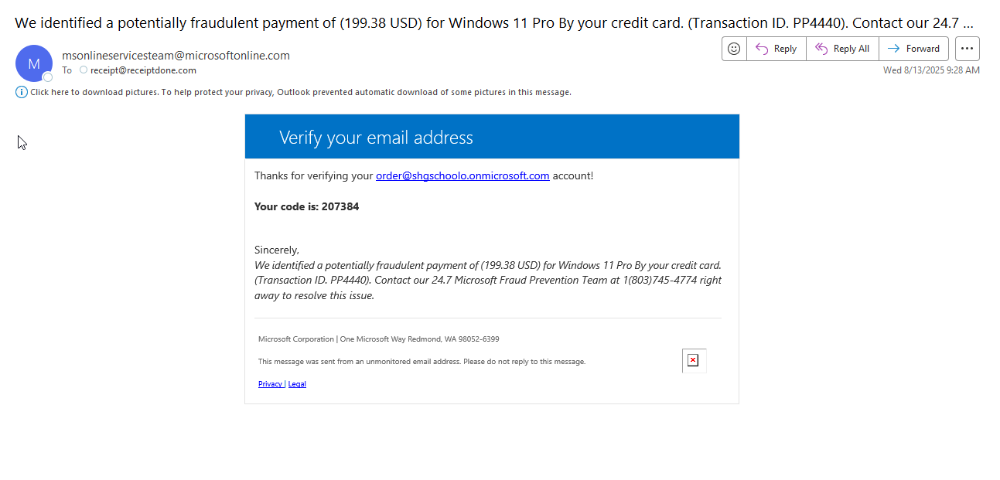 We identified a potentially fraudulent payment of (199.38 USD) for Windows 11 Pro By your credit card. (Transaction ID. PP4440). Contact our 24.7 ...
M
msonlineservicesteam@microsoftonline.com
To receipt@receiptdone.com
Reply
Reply All
Forward
Wed 8/13/2025 9:28 AM
Click here to download pictures. To help protect your privacy, Outlook prevented automatic download of some pictures in this message.
Verify your email address
Thanks for verifying your order@shgschoolo.onmicrosoft.com account!
Your code is: 207384
Sincerely,
We identified a potentially fraudulent payment of (199.38 USD) for Windows 11 Pro By your credit card.
(Transaction ID. PP4440). Contact our 24.7 Microsoft Fraud Prevention Team at 1(803)745-4774 right
away to resolve this issue.
Microsoft Corporation | One Microsoft Way Redmond, WA 98052-6399
This message was sent from an unmonitored email address. Please do not reply to this message.
Privacy | Legal